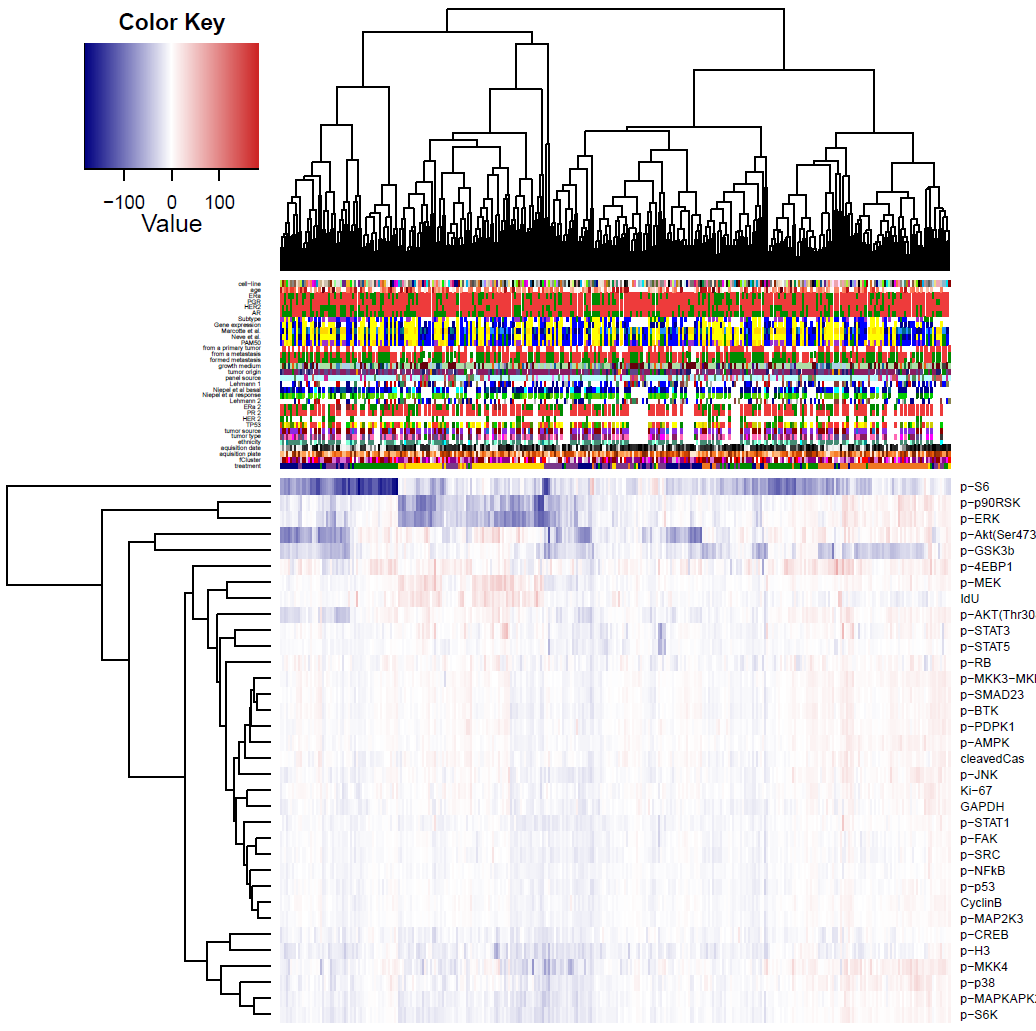 Color Key
−100 0 100
Value
cell−line
age
ERa
PGR
HER2
AR
Subtype
Gene expression
Marcotte et al.
Neve et al.
PAM50
from a primary tumor
from a metastasis
formed metastasis
growth medium
tumor origin
panel source
Lehmann 1
Niepel et al basal
Niepel et al response
Lehmann 2
ERa 2
PR 2
HER 2
TP53
tumor source
tumor type
ethnicity
aquisition date
aquisition plate
fCluster
treatment
p−S6
p−p90RSK
p−ERK
p−Akt(Ser473
p−GSK3b
p−4EBP1
p−MEK
IdU
p−AKT(Thr30
p−STAT3
p−STAT5
p−RB
p−MKK3−MK
p−SMAD23
p−BTK
p−PDPK1
p−AMPK
cleavedCas
p−JNK
Ki−67
GAPDH
p−STAT1
p−FAK
p−SRC
p−NFkB
p−p53
CyclinB
p−MAP2K3
p−CREB
p−H3
p−MKK4
p−p38
p−MAPKAPK2
p−S6K